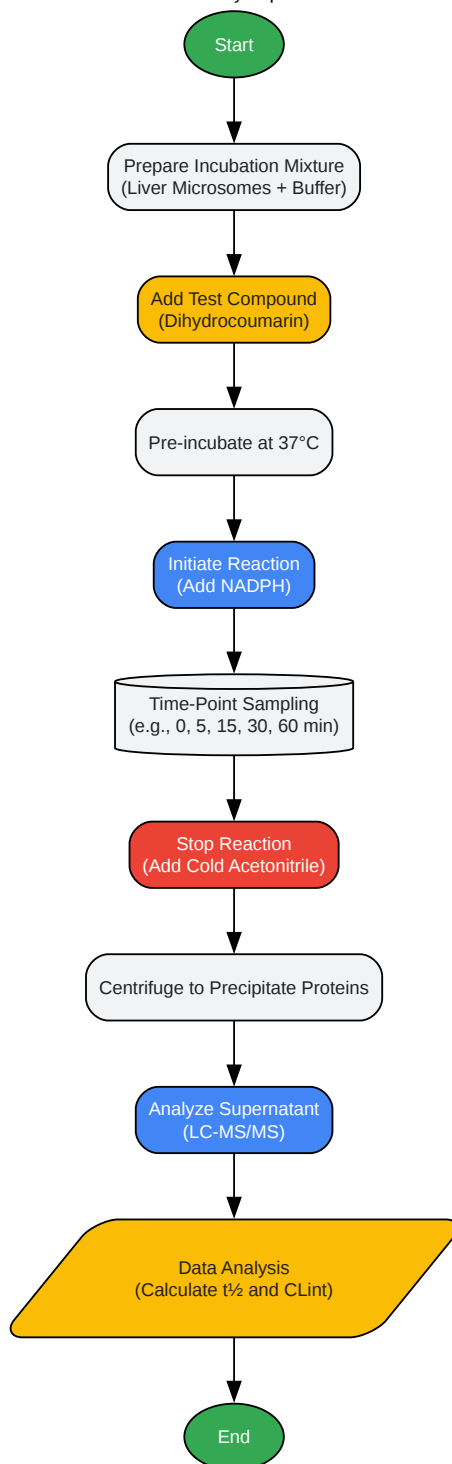 Start
Prepare Incubation Mixture
(Liver Microsomes + Buffer)
Add Test Compound
(Dihydrocoumarin)
Pre-incubate at 37°C
Initiate Reaction
(Add NADPH)
Time-Point Sampling
(e.g., 0, 5, 15, 30, 60 min)
Stop Reaction
(Add Cold Acetonitrile)
Centrifuge to Precipitate Proteins
Analyze Supernatant
(LC-MS/MS)
Data Analysis
(Calculate t½ and CLint)
End